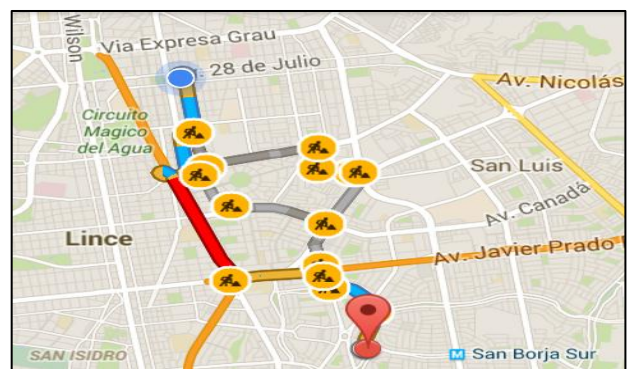 Wilson
Via Expresa Grau
28 de Julio
Av. Nicolás
Circuito
Magico
del Agua
San Luis
Av. Canadá
Lince
Av. Javier Prado
SAN ISIDRO
M San Borja Sur